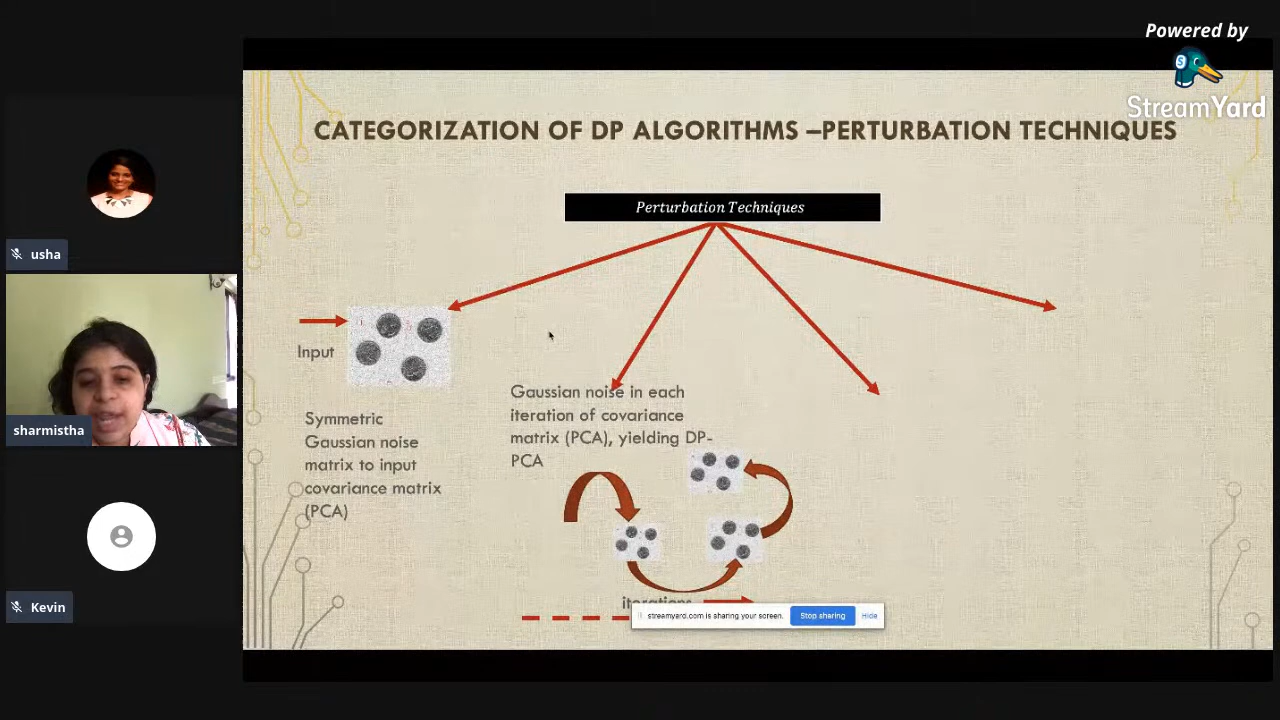 Powered by
StreamYard
CATEGORIZATION OF DP ALGORITHMS –PERTURBATION TECHNIQUES
Perturbation Techniques
Input
Symmetric
Gaussian noise
matrix to input
covariance matrix
(PCA)
Gaussian noise in each
iteration of covariance
matrix (PCA), yielding DP-
PCA
iterations
streamyard.com is sharing your screen.
Stop sharing
Hide
usha
sharmistha
Kevin